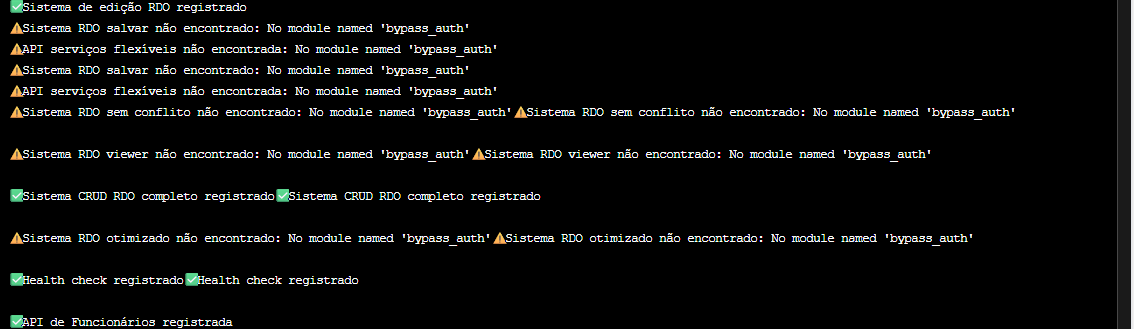 ✅Sistema de edição RDO registrado
⚠️Sistema RDO salvar não encontrado: No module named 'bypass_auth'
⚠️API serviços flexíveis não encontrada: No module named 'bypass_auth'
⚠️Sistema RDO salvar não encontrado: No module named 'bypass_auth'
⚠️API serviços flexíveis não encontrada: No module named 'bypass_auth'
⚠️Sistema RDO sem conflito não encontrado: No module named 'bypass_auth'⚠️Sistema RDO sem conflito não encontrado: No module named 'bypass_auth'
⚠️Sistema RDO viewer não encontrado: No module named 'bypass_auth'⚠️Sistema RDO viewer não encontrado: No module named 'bypass_auth'
✅Sistema CRUD RDO completo registrado✅Sistema CRUD RDO completo registrado
⚠️Sistema RDO otimizado não encontrado: No module named 'bypass_auth'⚠️Sistema RDO otimizado não encontrado: No module named 'bypass_auth'
✅Health check registrado✅Health check registrado
✅API de Funcionários registrada